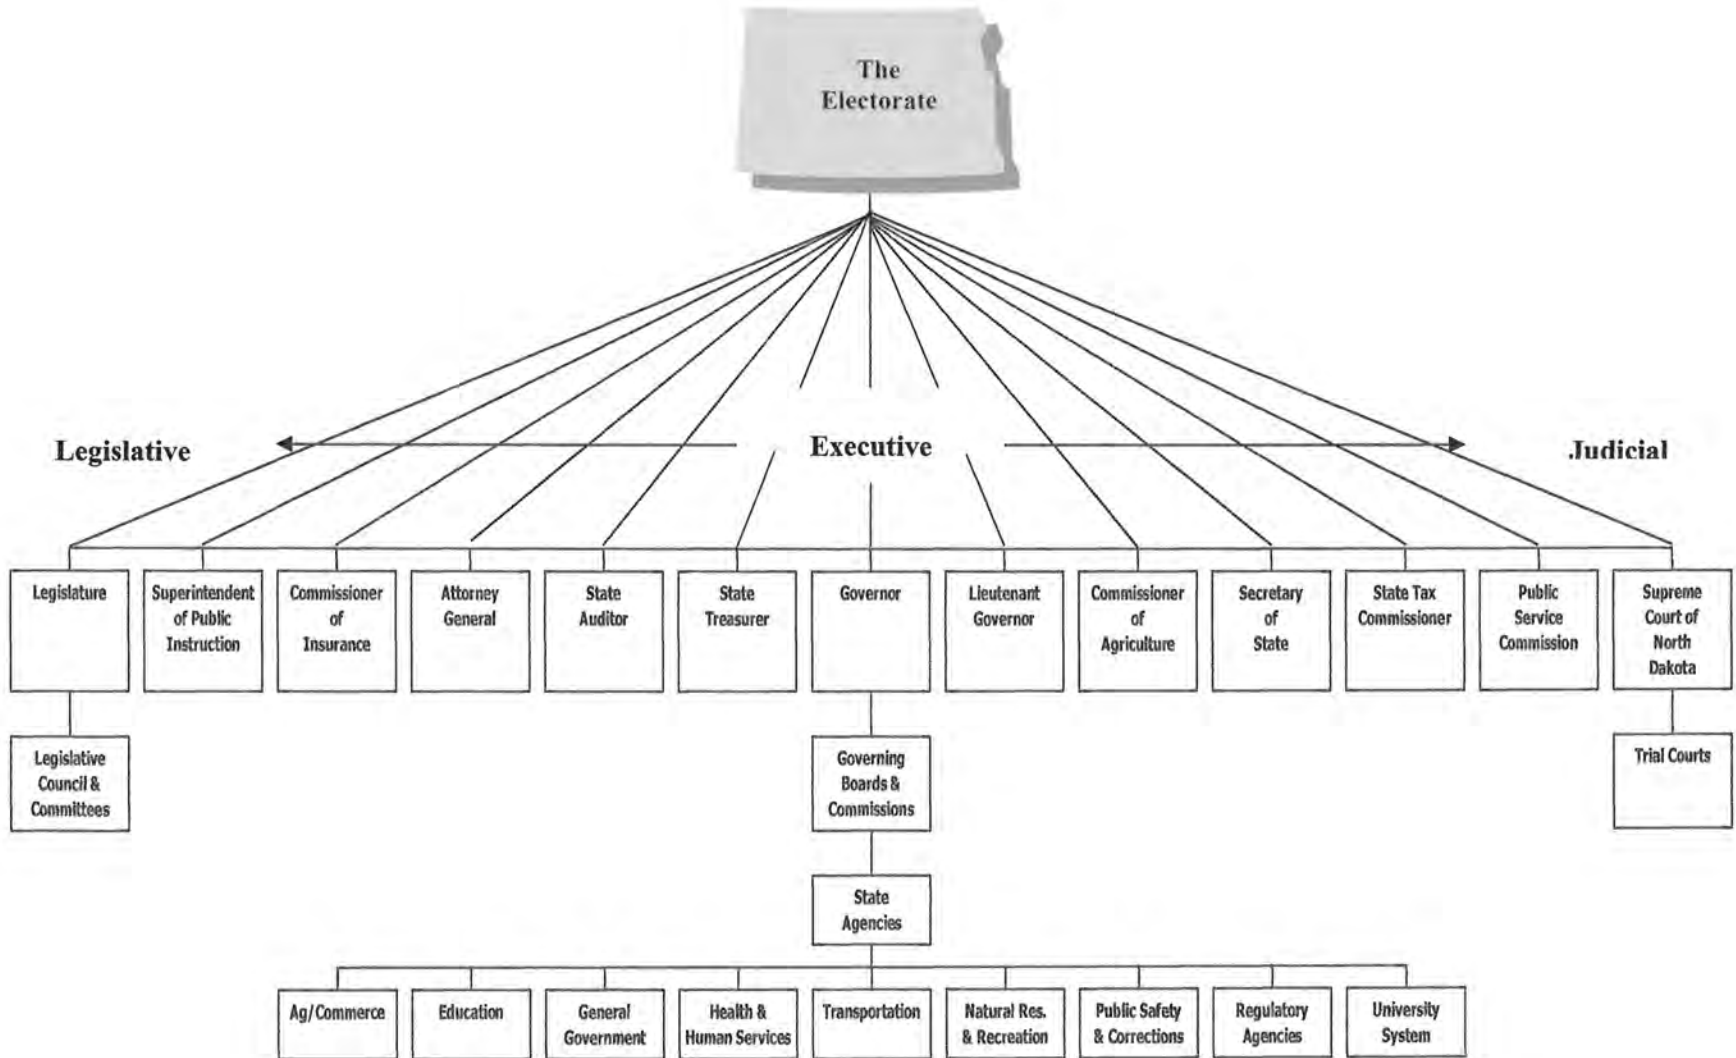 The
Electorate
Legislative
Executive
Judicial
Legislature
Superintendent
of Public
Instruction
Commissioner
of
Insurance
Attorney
General
State
Auditor
State
Treasurer
Governor
Lieutenant
Governor
Commissioner
of
Agriculture
Secretary
of
State
State Tax
Commissioner
Public
Service
Commission
Supreme
Court of
North
Dakota
Legislative
Council &
Committees
Governing
Boards &
Commissions
Trial Courts
State
Agencies
Ag/Commerce
Education
General
Government
Health &
Human Services
Transportation
Natural Res.
& Recreation
Public Safety
& Corrections
Regulatory
Agencies
University
System